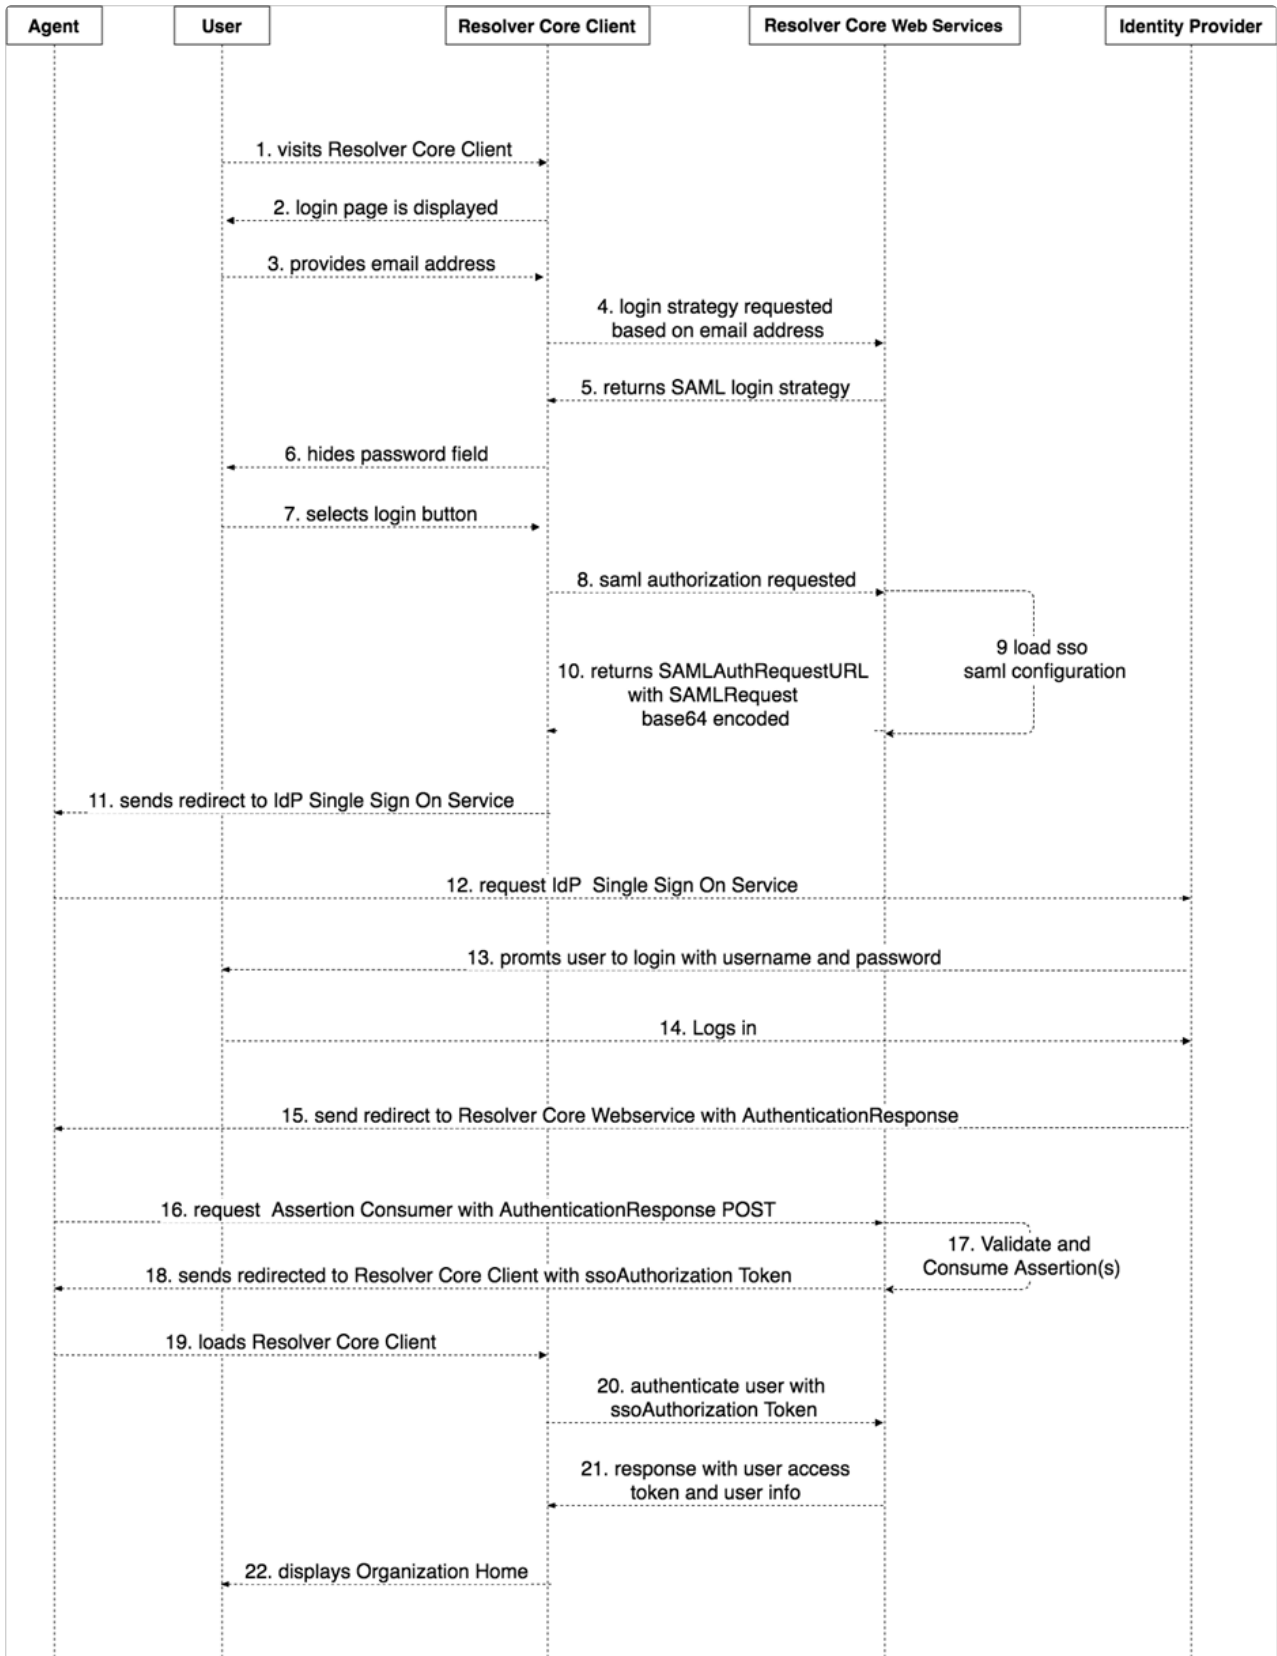 Agent
User
Resolver Core Client
Resolver Core Web Services
Identity Provider
1. visits Resolver Core Client
2. login page is displayed
3. provides email address
4. login strategy requested
based on email address
5. returns SAML login strategy
6. hides password field
7. selects login button
8. saml authorization requested
9 load sso
saml configuration
10. returns SAMLAuthRequestURL
with SAMLRequest
base64 encoded
11. sends redirect to IdP Single Sign On Service
12. request IdP  Single Sign On Service
13. promts user to login with username and password
14. Logs in
15. send redirect to Resolver Core Webservice with AuthenticationResponse
16. request  Assertion Consumer with AuthenticationResponse POST
17. Validate and
Consume Assertion(s)
18. sends redirected to Resolver Core Client with ssoAuthorization Token
19. loads Resolver Core Client
20. authenticate user with
ssoAuthorization Token
21. response with user access
token and user info
22. displays Organization Home